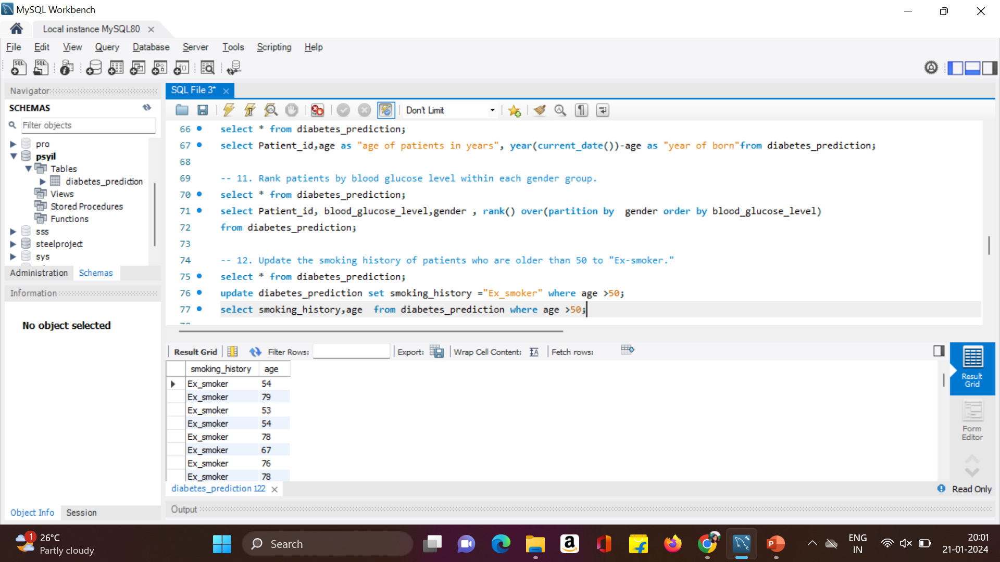 MySQL Workbench
Local instance MySQL80
File Edit View Query Database Server Tools Scripting Help
Navigator
SCHEMAS
Filter objects
pro
psyil
Tables
diabetes_prediction
Views
Stored Procedures
Functions
sss
steelproject
sys
Administration Schemas
Information
No object selected
Object Info Session
SQL File 3*
Don't Limit
66 select * from diabetes_prediction;
67 select Patient_id,age as "age of patients in years", year(current_date())-age as "year of born"from diabetes_prediction;
68
69 -- 11. Rank patients by blood glucose level within each gender group.
70 select * from diabetes_prediction;
71 select Patient_id, blood_glucose_level,gender , rank() over(partition by  gender order by blood_glucose_level)
72 from diabetes_prediction;
73
74 -- 12. Update the smoking history of patients who are older than 50 to "Ex-smoker."
75 select * from diabetes_prediction;
76 update diabetes_prediction set smoking_history ="Ex_smoker" where age >50;
77 select smoking_history,age  from diabetes_prediction where age >50;
Result Grid Filter Rows: Export: Wrap Cell Content: Fetch rows:
smoking_history age
Ex_smoker 54
Ex_smoker 79
Ex_smoker 53
Ex_smoker 54
Ex_smoker 78
Ex_smoker 67
Ex_smoker 76
Ex_smoker 78
Result
Grid
Form
Editor
diabetes_prediction 122
Read Only
Output
1
26°C
Partly cloudy
Search
ENG
IN
20:01
21-01-2024